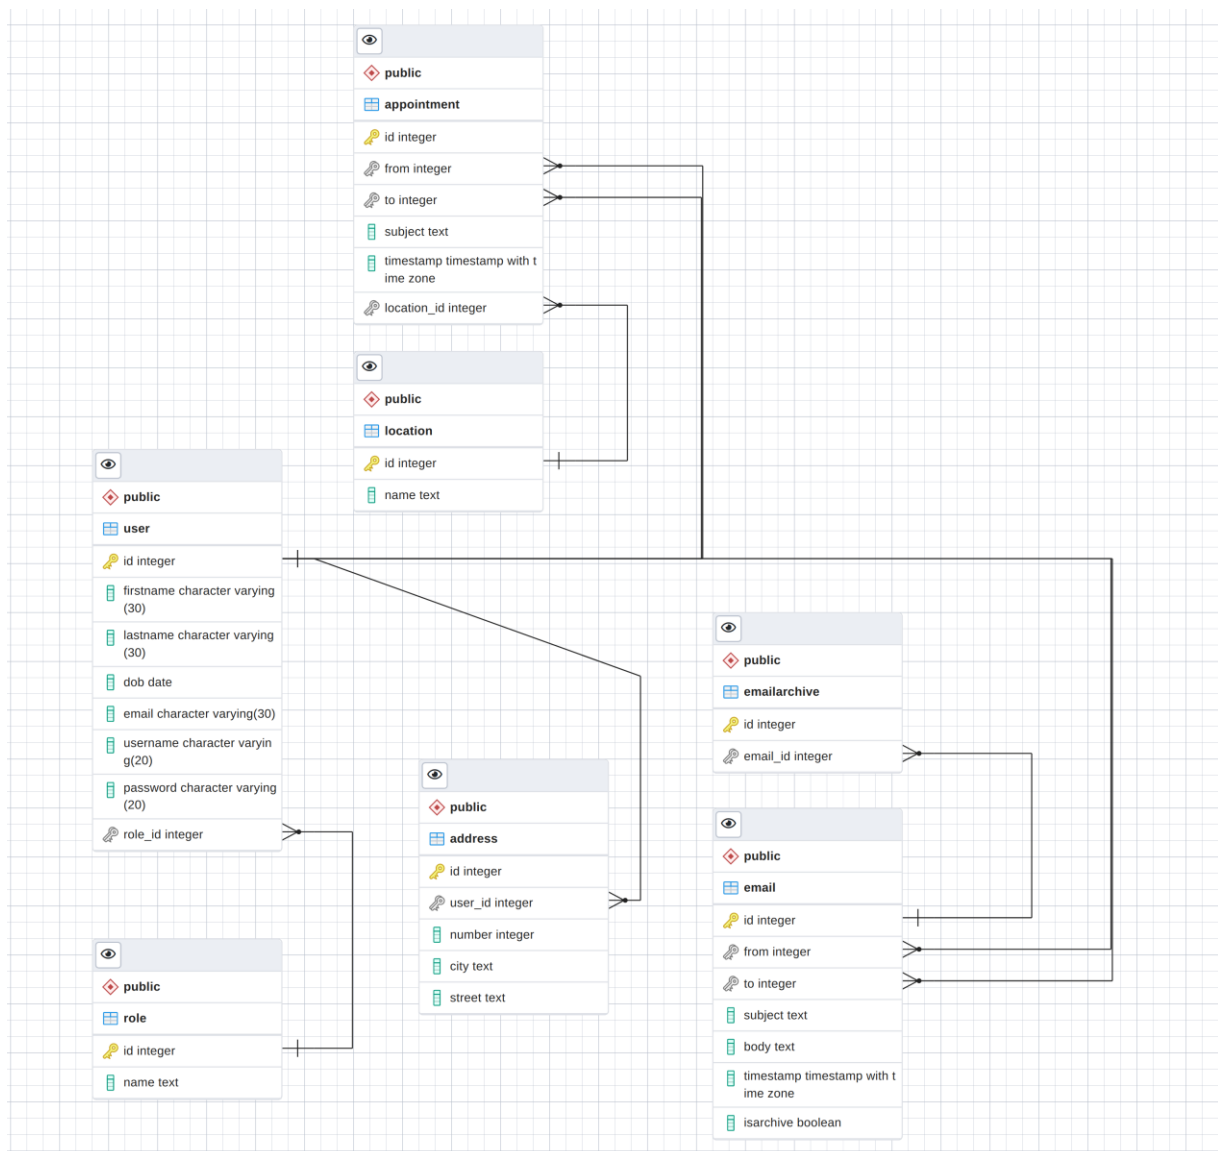 public
appointment
id integer
from integer
to integer
subject text
timestamp timestamp with t
ime zone
location_id integer
public
location
id integer
name text
public
user
id integer
firstname character varying
(30)
lastname character varying
(30)
dob date
email character varying(30)
username character varyin
g(20)
password character varying
(20)
role_id integer
public
role
id integer
name text
public
address
id integer
user_id integer
number integer
city text
street text
public
emailarchive
id integer
email_id integer
public
email
id integer
from integer
to integer
subject text
body text
timestamp timestamp with t
ime zone
isarchive boolean